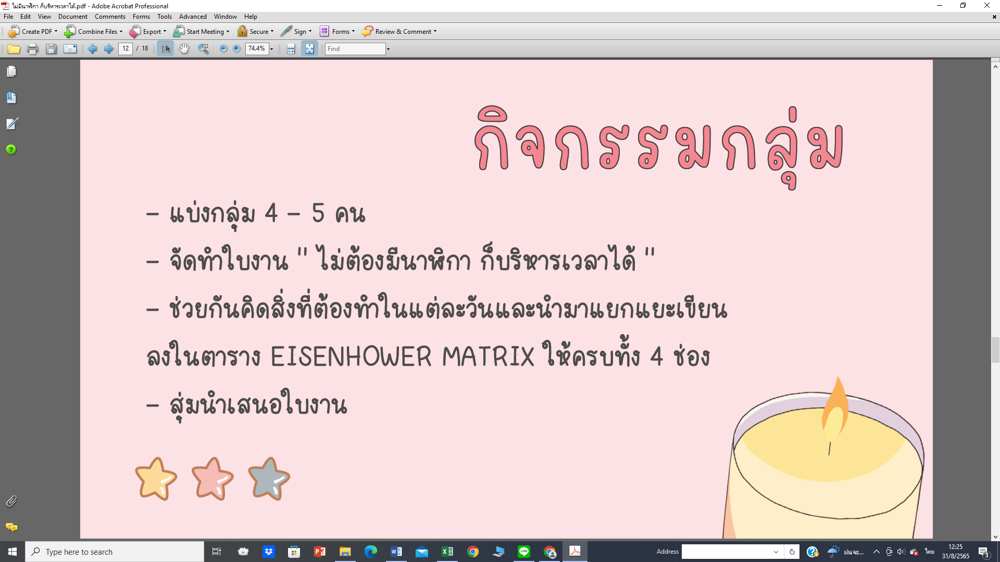 ไม่มีนาฬิกา ก็บริหารเวลาได้.pdf - Adobe Acrobat Professional
File Edit View Document Comments Forms Tools Advanced Window Help
Create PDF Combine Files Export Start Meeting Secure Sign Forms Review & Comment
12 / 18 74.4% Find
กิจกรรมกลุ่ม
- แบ่งกลุ่ม 4 - 5 คน
- จัดทำใบงาน " ไม่ต้องมีนาฬิกา ก็บริหารเวลาได้ "
- ช่วยกันคิดสิ่งที่ต้องทำในแต่ละวันและนำมาแยกแยะเขียน
ลงในตาราง EISENHOWER MATRIX ให้ครบทั้ง 4 ช่อง
- สุ่มนำเสนอใบงาน
Type here to search Address ฝนจะ... ไทย 12:25
31/8/2565 3